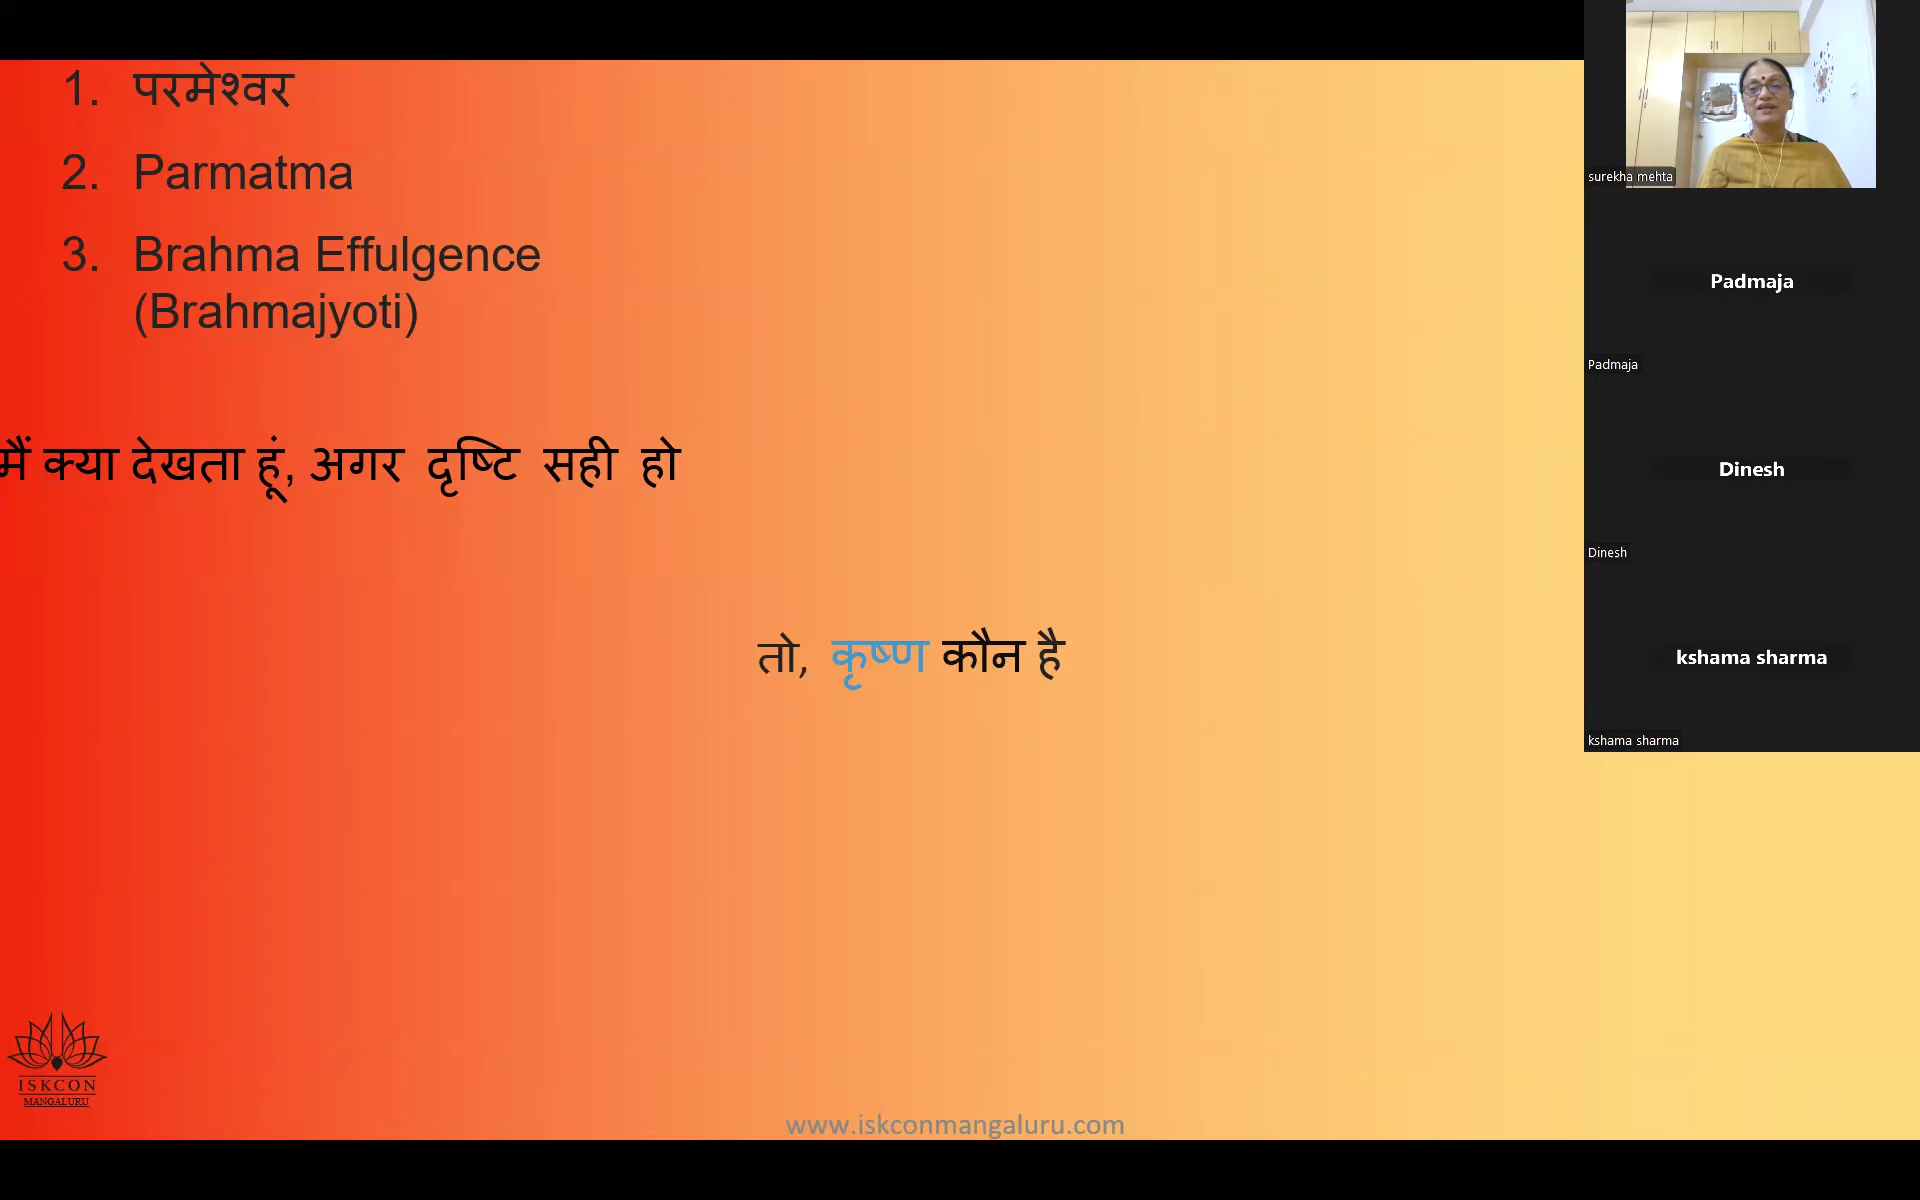 1. परमेश्वर
2. Parmatma
3. Brahma Effulgence
(Brahmajyoti)
मैं क्या देखता हूं, अगर दृष्टि सही हो
तो, कृष्ण कौन है
ISKCON
MANGALURU
www.iskconmangaluru.com
surekha mehta
Padmaja
Padmaja
Dinesh
Dinesh
kshama sharma
kshama sharma